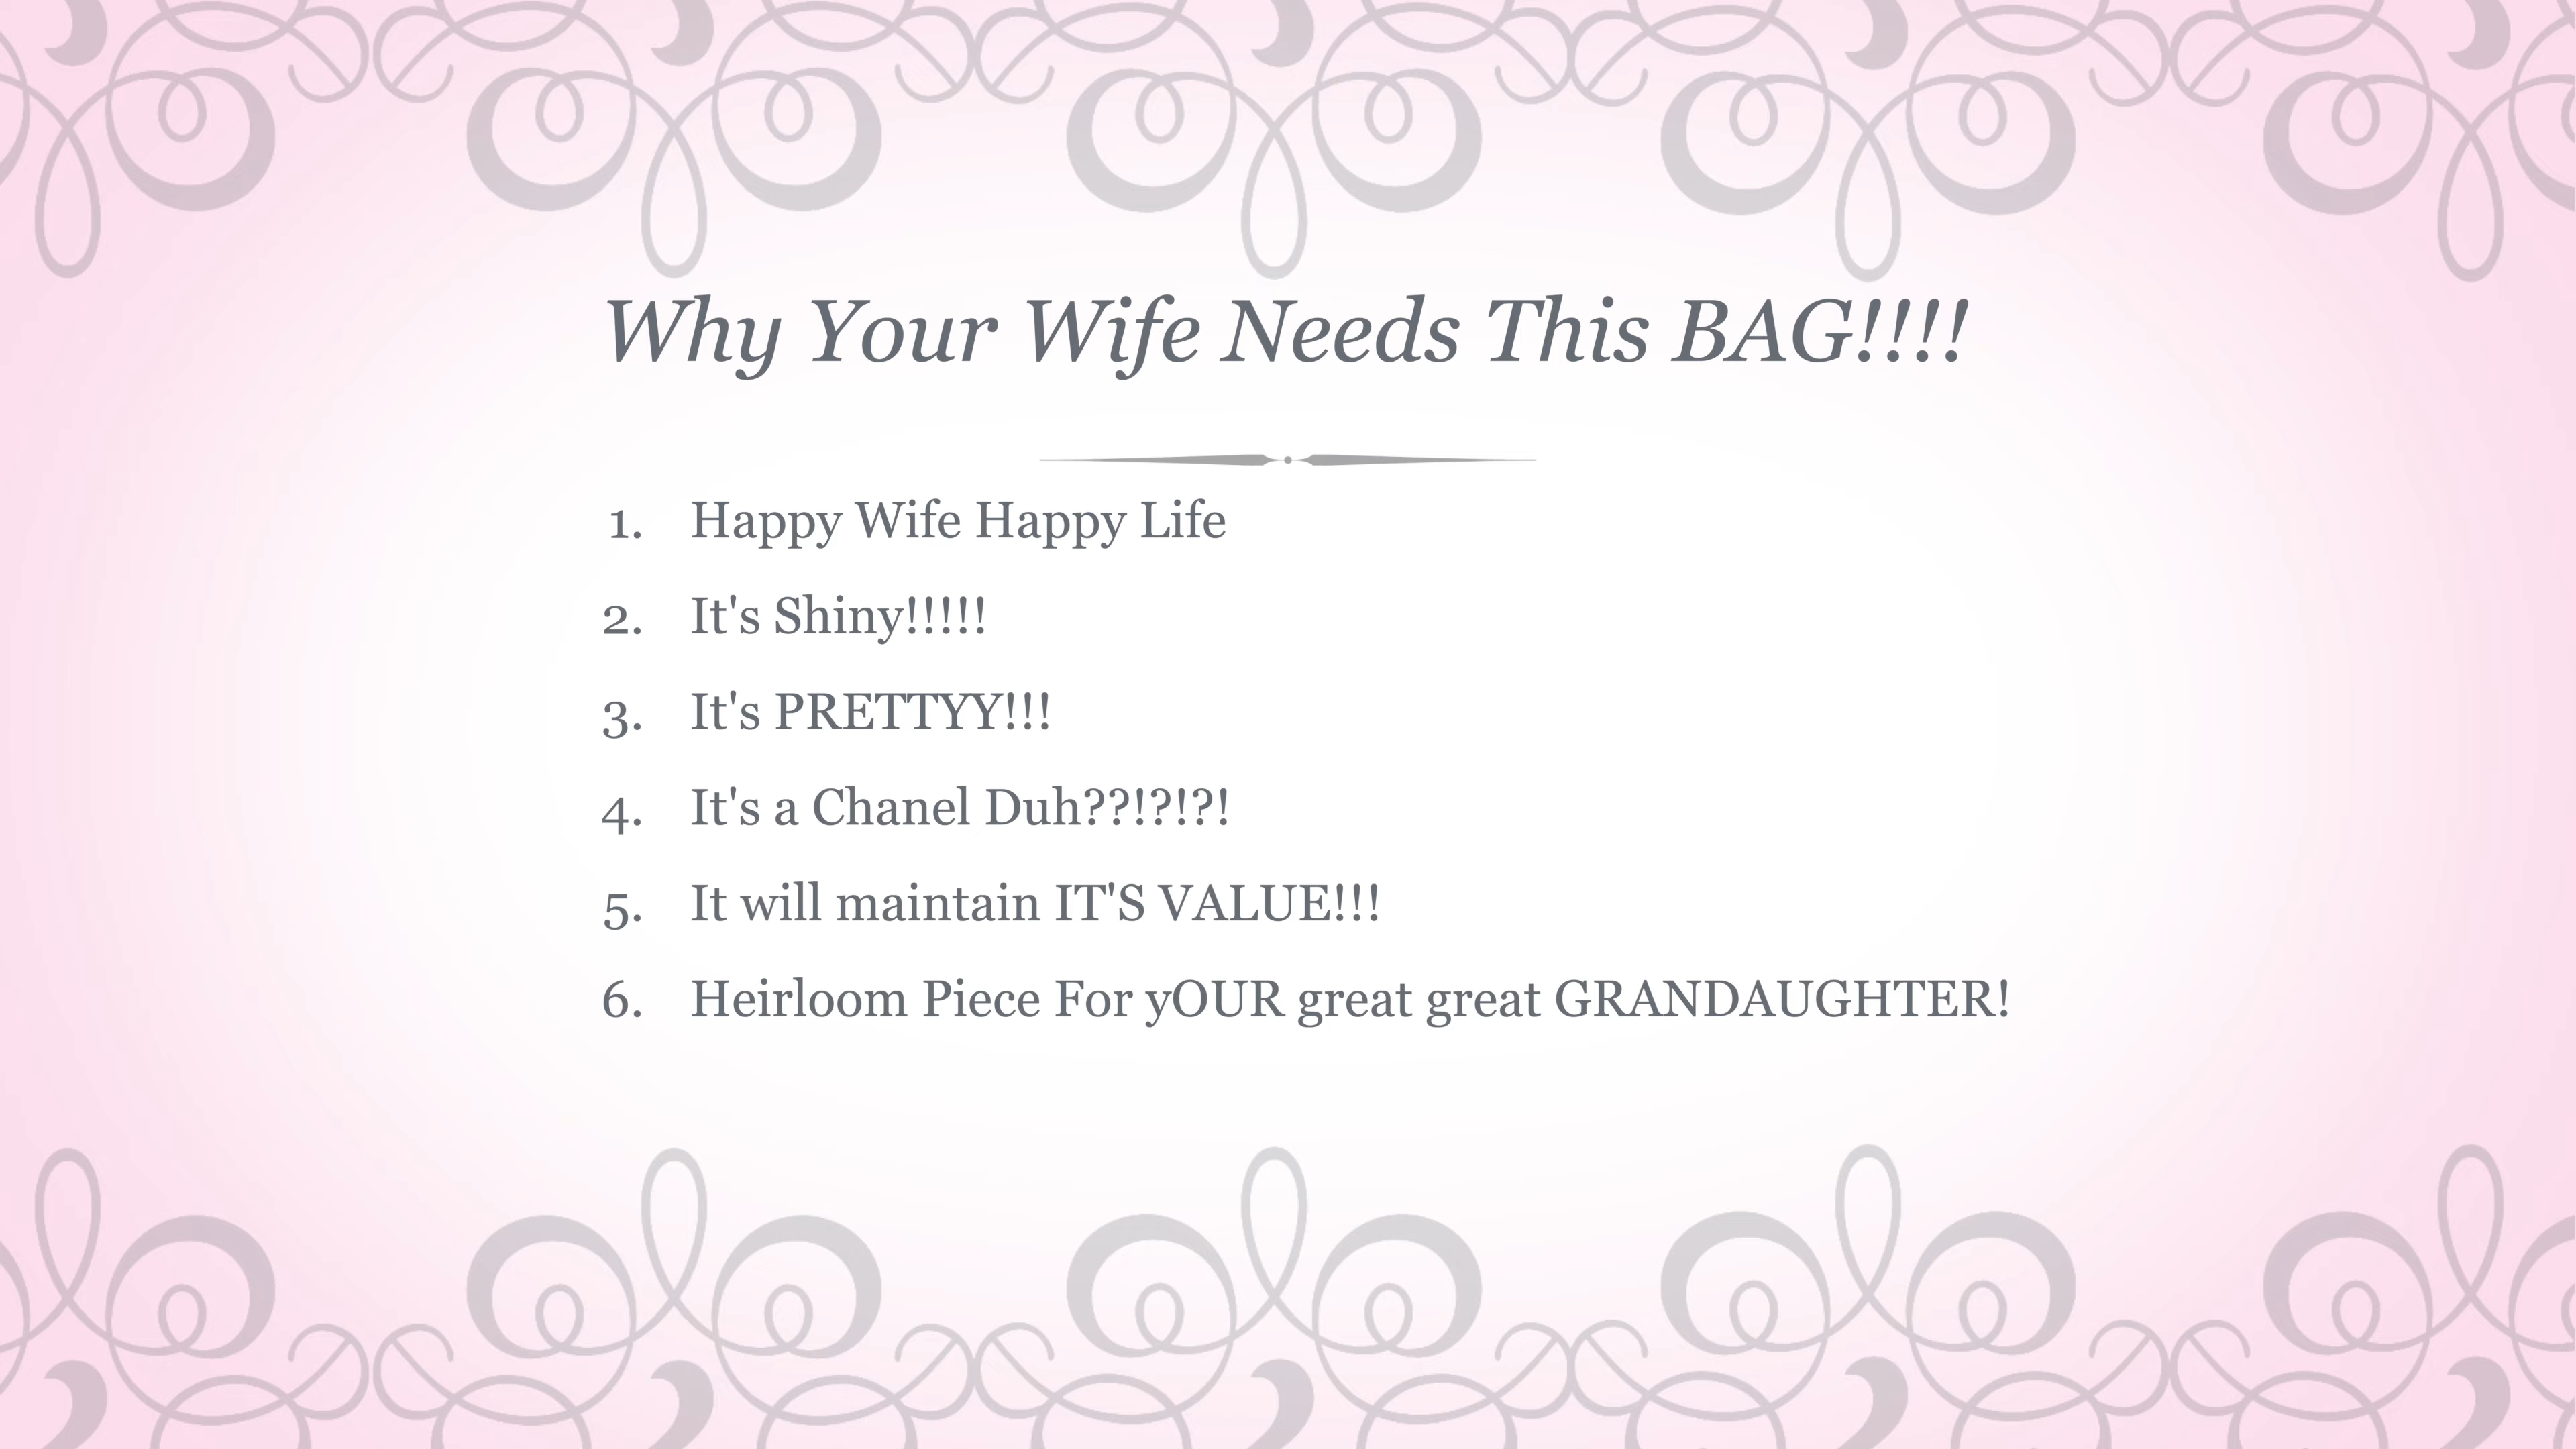 Why Your Wife Needs This BAG!!!!
1. Happy Wife Happy Life
2. It's Shiny!!!!!
3. It's PRETTYY!!!
4. It's a Chanel Duh??!?!?!
5. It will maintain IT'S VALUE!!!
6. Heirloom Piece For yOUR great great GRANDAUGHTER!